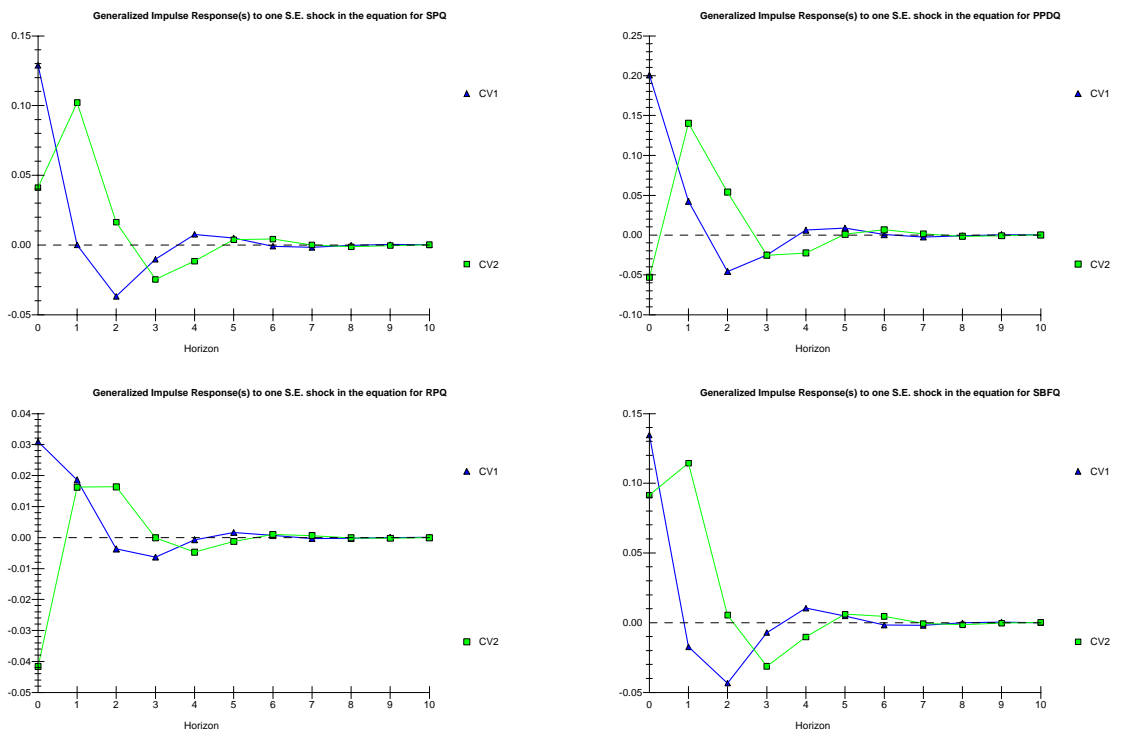 Generalized Impulse Response(s) to one S.E. shock in the equation for SPQ
0.15
0.10
0.05
0.00
-0.05
0 1 2 3 4 5 6 7 8 9 10
Horizon
CV1
CV2
Generalized Impulse Response(s) to one S.E. shock in the equation for PPDQ
0.25
0.20
0.15
0.10
0.05
0.00
-0.05
-0.10
0 1 2 3 4 5 6 7 8 9 10
Horizon
CV1
CV2
Generalized Impulse Response(s) to one S.E. shock in the equation for RPQ
0.04
0.03
0.02
0.01
0.00
-0.01
-0.02
-0.03
-0.04
-0.05
0 1 2 3 4 5 6 7 8 9 10
Horizon
CV1
CV2
Generalized Impulse Response(s) to one S.E. shock in the equation for SBFQ
0.15
0.10
0.05
0.00
-0.05
0 1 2 3 4 5 6 7 8 9 10
Horizon
CV1
CV2